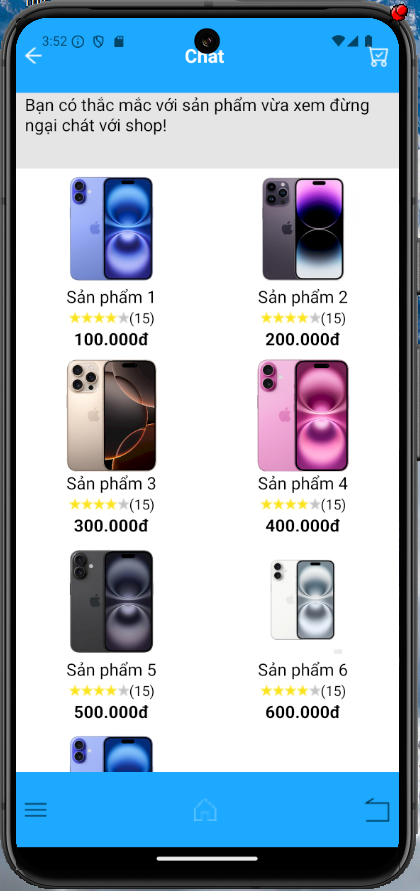 3:52
Chat
Bạn có thắc mắc với sản phẩm vừa xem đừng
ngại chát với shop!
Sản phẩm 1
(15)
100.000đ
Sản phẩm 2
(15)
200.000đ
Sản phẩm 3
(15)
300.000đ
Sản phẩm 4
(15)
400.000đ
Sản phẩm 5
(15)
500.000đ
Sản phẩm 6
(15)
600.000đ